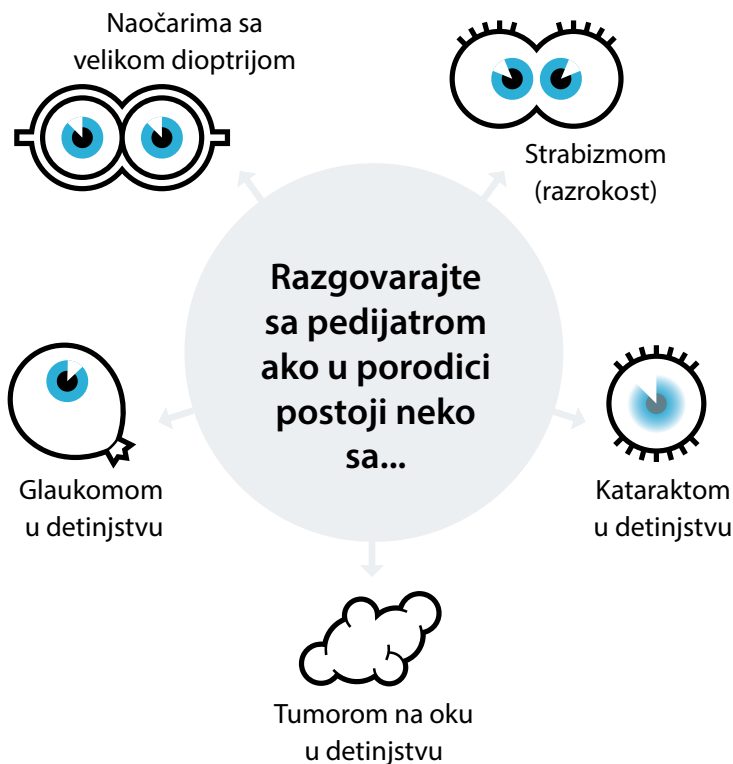 Naočarima sa
velikom dioptrijom
Strabizmom
(razrokost)
Razgovarajte
sa pedijatrom
ako u porodici
postoji neko
sa...
Glaukomom
u detinjstvu
Kataraktom
u detinjstvu
Tumorom na oku
u detinjstvu